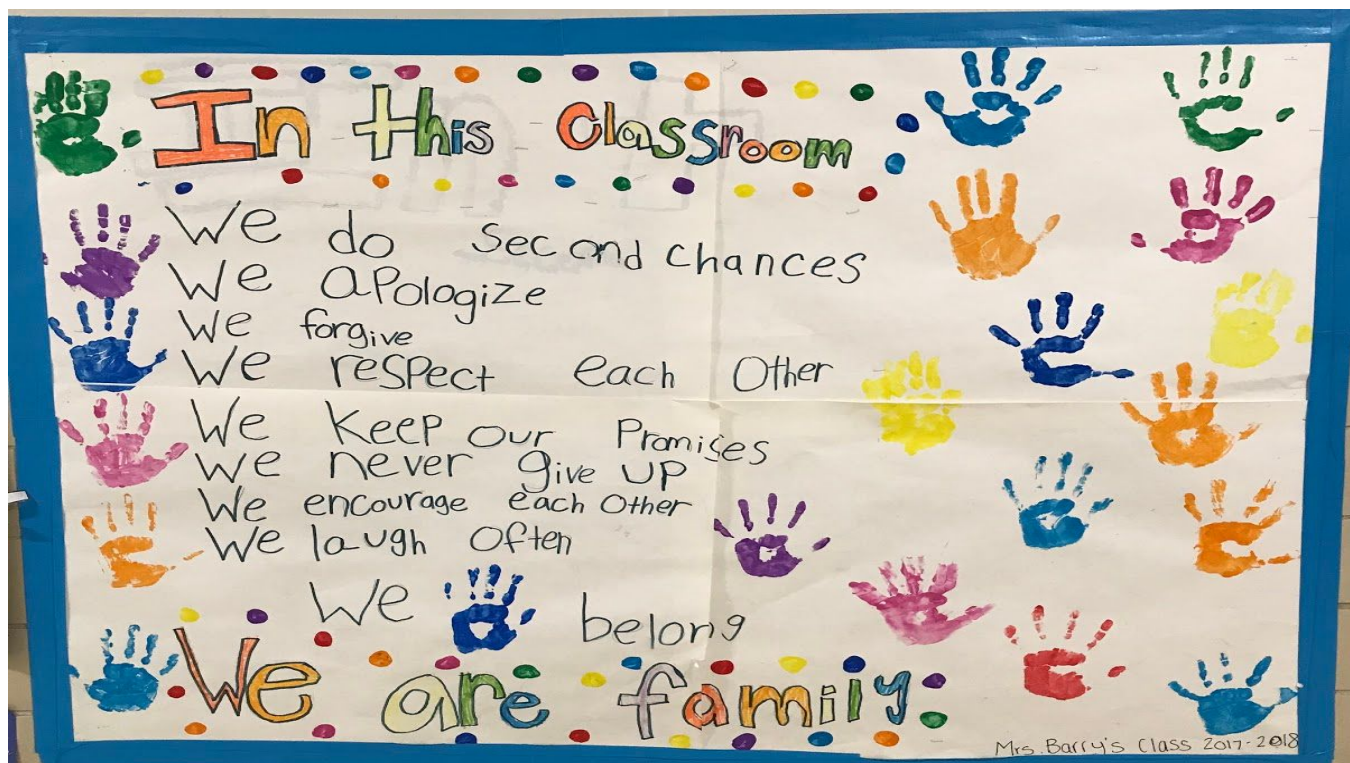 In this Classroom
We do second chances
We apologize
We forgive
We respect each Other
We Keep our Promises
We never give up
We encourage each Other
We laugh Often
We belong
We are family.
Mrs. Barry's Class 2017-2018